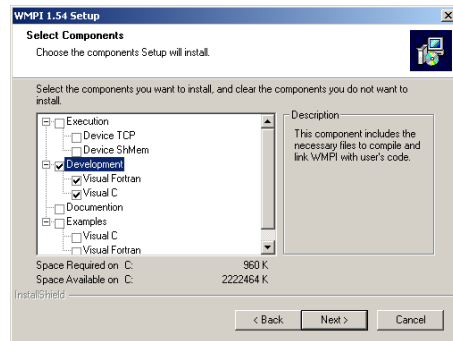 WMPI 1.54 Setup
Select Components
Choose the components Setup will install.
Select the components you want to install, and clear the components you do not want to
install.
Execution
Device TCP
Device ShMem
Development
Visual Fortran
Visual C
Documention
Examples
Visual C
Visual Fortran
Description
This component includes the
necessary files to compile and
link WMPI with user's code.
Space Required on C: 960 K
Space Available on C: 2222464 K
InstallShield
< Back Next > Cancel